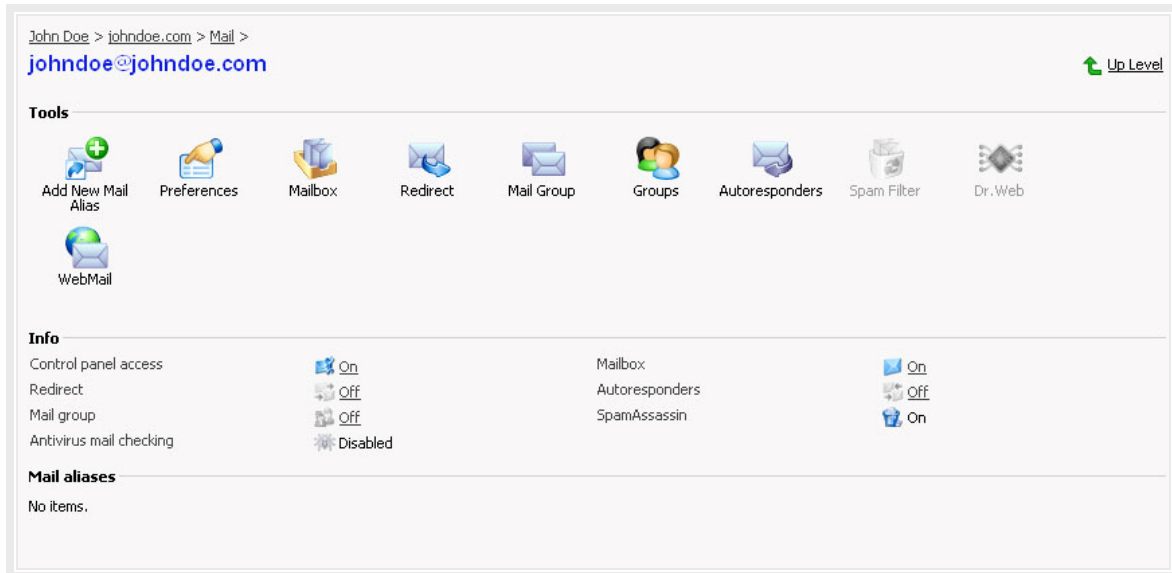 John Doe > johndoe.com > Mail >
johndoe@johndoe.com
Up Level
Tools
Add New Mail Alias
Preferences
Mailbox
Redirect
Mail Group
Groups
Autoresponders
Spam Filter
Dr.Web
WebMail
Info
Control panel access On
Mailbox On
Redirect Off
Autoresponders Off
Mail group Off
SpamAssassin On
Antivirus mail checking Disabled
Mail aliases
No items.